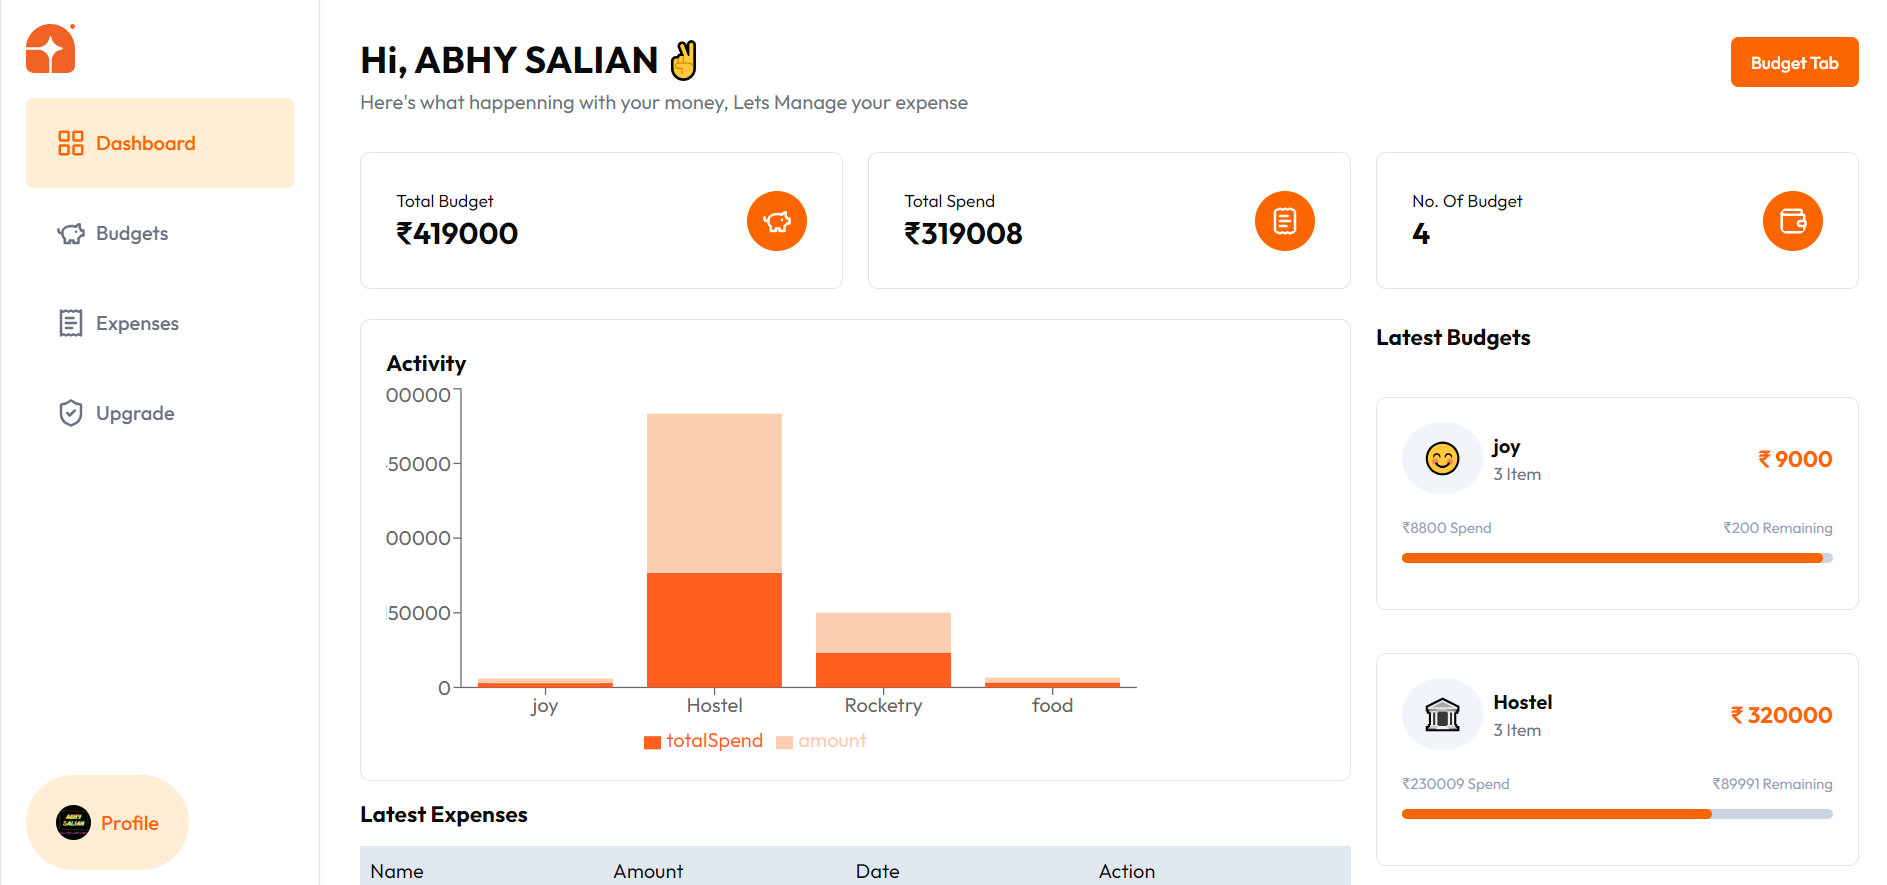 Dashboard
Budgets
Expenses
Upgrade
ABHY SALIAN
Profile
Hi, ABHY SALIAN ✌
Here's what happenning with your money, Lets Manage your expense
Budget Tab
Total Budget
₹419000
Total Spend
₹319008
No. Of Budget
4
Activity
00000
50000
00000
50000
0
joy Hostel Rocketry food
totalSpend amount
Latest Expenses
Name Amount Date Action
Latest Budgets
joy
3 Item
₹ 9000
₹8800 Spend ₹200 Remaining
Hostel
3 Item
₹ 320000
₹230009 Spend ₹89991 Remaining